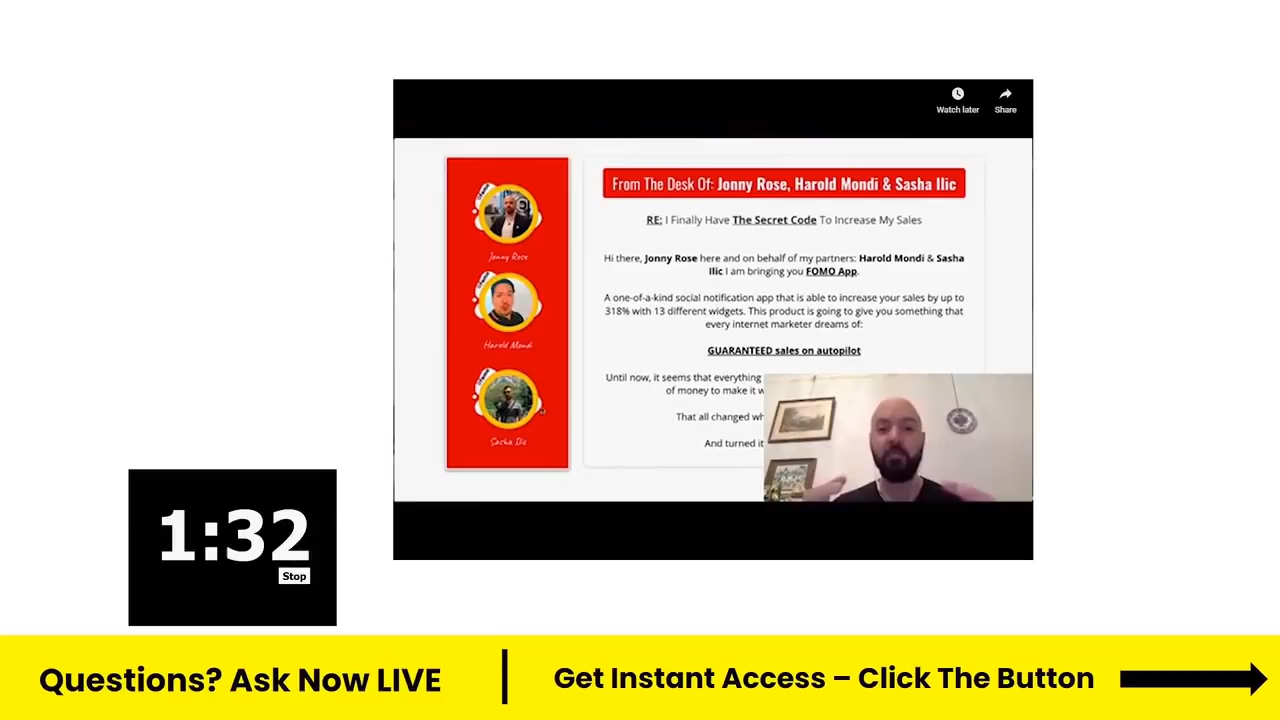 Watch later
Share
From The Desk Of: Jonny Rose, Harold Mondi & Sasha Ilic
RE: I Finally Have The Secret Code To Increase My Sales
Hi there, Jonny Rose here and on behalf of my partners: Harold Mondi & Sasha
Ilic I am bringing you FOMO App.
A one-of-a-kind social notification app that is able to increase your sales by up to
318% with 13 different widgets. This product is going to give you something that
every internet marketer dreams of:
GUARANTEED sales on autopilot
Until now, it seems that everything
of money to make it
That all changed
And turned it
Jonny Rose
Harold Mondi
Sasha Ilic
1:32
Stop
Questions? Ask Now LIVE
Get Instant Access – Click The Button